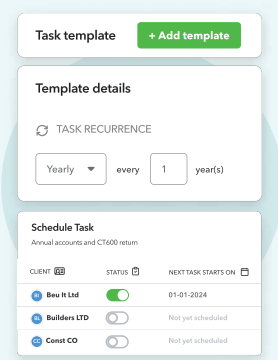 Task template
+ Add template
Template details
TASK RECURRENCE
Yearly every 1 year(s)
Schedule Task
Annual accounts and CT600 return
CLIENT STATUS NEXT TASK STARTS ON
BI Beu It Ltd 01-01-2024
BL Builders LTD Not yet scheduled
CC Const CO Not yet scheduled